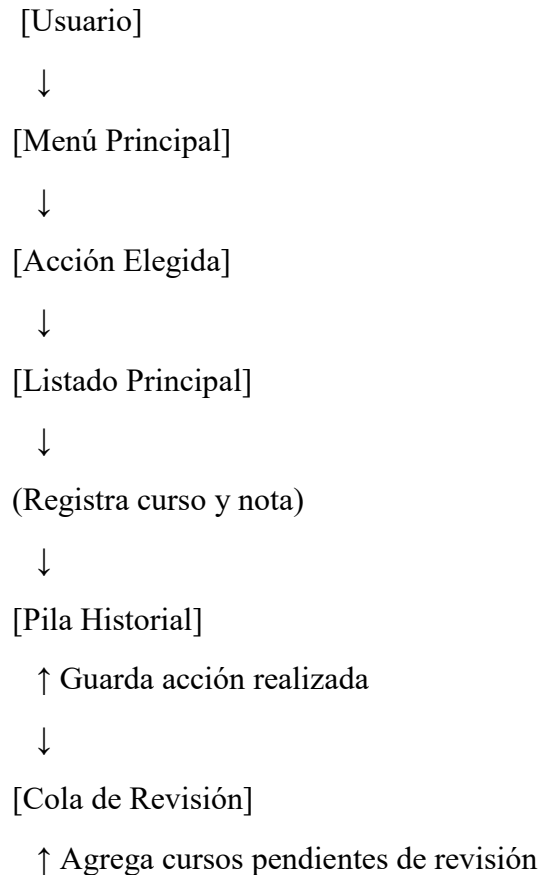 [Usuario]
↓
[Menú Principal]
↓
[Acción Elegida]
↓
[Listado Principal]
↓
(Registra curso y nota)
↓
[Pila Historial]
↑ Guarda acción realizada
↓
[Cola de Revisión]
↑ Agrega cursos pendientes de revisión